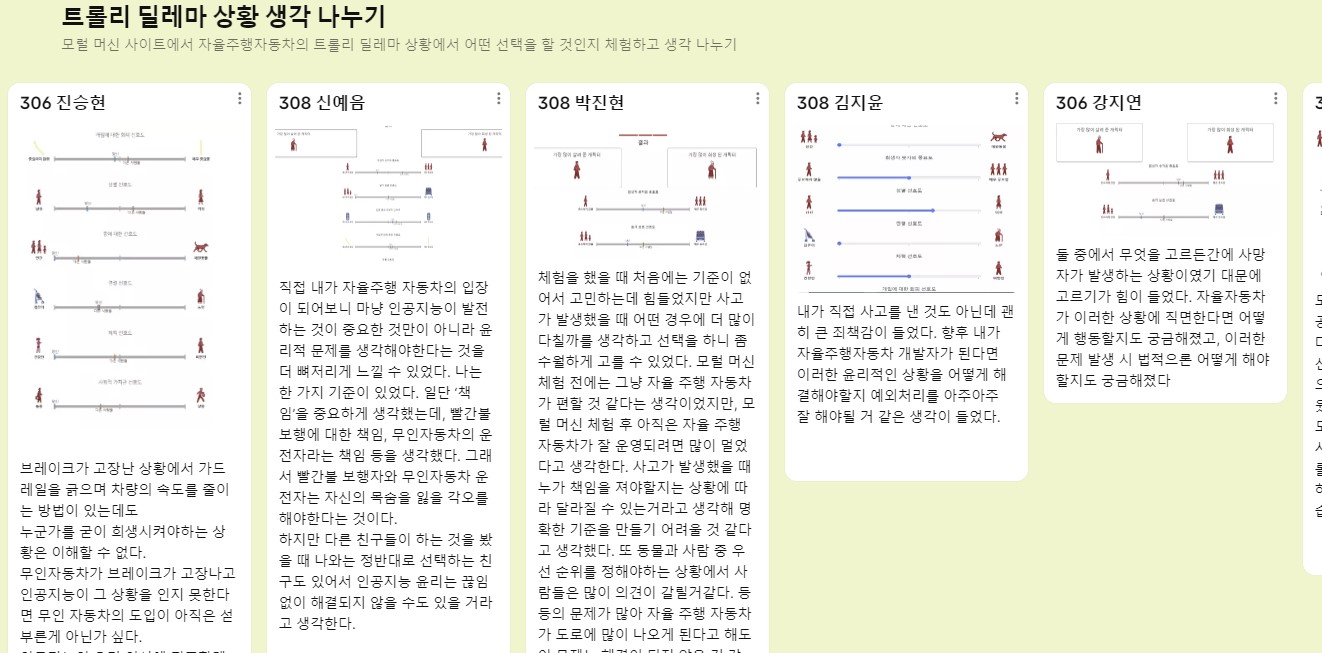 트롤리 딜레마 상황 생각 나누기
모럴 머신 사이트에서 자율주행자동차의 트롤리 딜레마 상황에서 어떤 선택을 할 것인지 체험하고 생각 나누기
306 진승현
브레이크가 고장난 상황에서 가드
레일을 긁으며 차량의 속도를 줄이
는 방법이 있는데도
누군가를 굳이 희생시켜야하는 상
황은 이해할 수 없다.
무인자동차가 브레이크가 고장나고
인공지능이 그 상황을 인지 못한다
면 무인 자동차의 도입이 아직은 섣
부른게 아닌가 싶다.
308 신예음
직접 내가 자율주행 자동차의 입장
이 되어보니 마냥 인공지능이 발전
하는 것이 중요한 것만이 아니라 윤
리적 문제를 생각해야한다는 것을
더 뼈저리게 느낄 수 있었다. 나는
한 가지 기준이 있었다. 일단 ‘책
임’을 중요하게 생각했는데, 빨간불
보행에 대한 책임, 무인자동차의 운
전자라는 책임 등을 생각했다. 그래
서 빨간불 보행자와 무인자동차 운
전자는 자신의 목숨을 잃을 각오를
해야한다는 것이다.
하지만 다른 친구들이 하는 것을 봤
을 때 나와는 정반대로 선택하는 친
구도 있어서 인공지능 윤리는 끊임
없이 해결되지 않을 수도 있을 거라
고 생각한다.
308 박진현
결과
체험을 했을 때 처음에는 기준이 없
어서 고민하는데 힘들었지만 사고
가 발생했을 때 어떤 경우에 더 많이
다칠까를 생각하고 선택을 하니 좀
수월하게 고를 수 있었다. 모럴 머신
체험 전에는 그냥 자율 주행 자동차
가 편할 것 같다는 생각이었지만, 모
럴 머신 체험 후 아직은 자율 주행
자동차가 잘 운영되려면 많이 멀었
다고 생각한다. 사고가 발생했을 때
누가 책임을 져야할지는 상황에 따
라 달라질 수 있는거라고 생각해 명
확한 기준을 만들기 어려울 것 같다
고 생각했다. 또 동물과 사람 중 우
선 순위를 정해야하는 상황에서 사
람들은 많이 의견이 갈릴거같다. 등
등의 문제가 많아 자율 주행 자동차
가 도로에 많이 나오게 된다고 해도
308 김지윤
내가 직접 사고를 낸 것도 아닌데 괜
히 큰 죄책감이 들었다. 향후 내가
자율주행자동차 개발자가 된다면
이러한 윤리적인 상황을 어떻게 해
결해야할지 예외처리를 아주아주
잘 해야될 거 같은 생각이 들었다.
306 강지연
둘 중에서 무엇을 고르든간에 사망
자가 발생하는 상황이였기 대문에
고르기가 힘이 들었다. 자율자동차
가 이러한 상황에 직면한다면 어떻
게 행동할지도 궁금해졌고, 이러한
문제 발생 시 법적으론 어떻게 해야
할지도 궁금해졌다